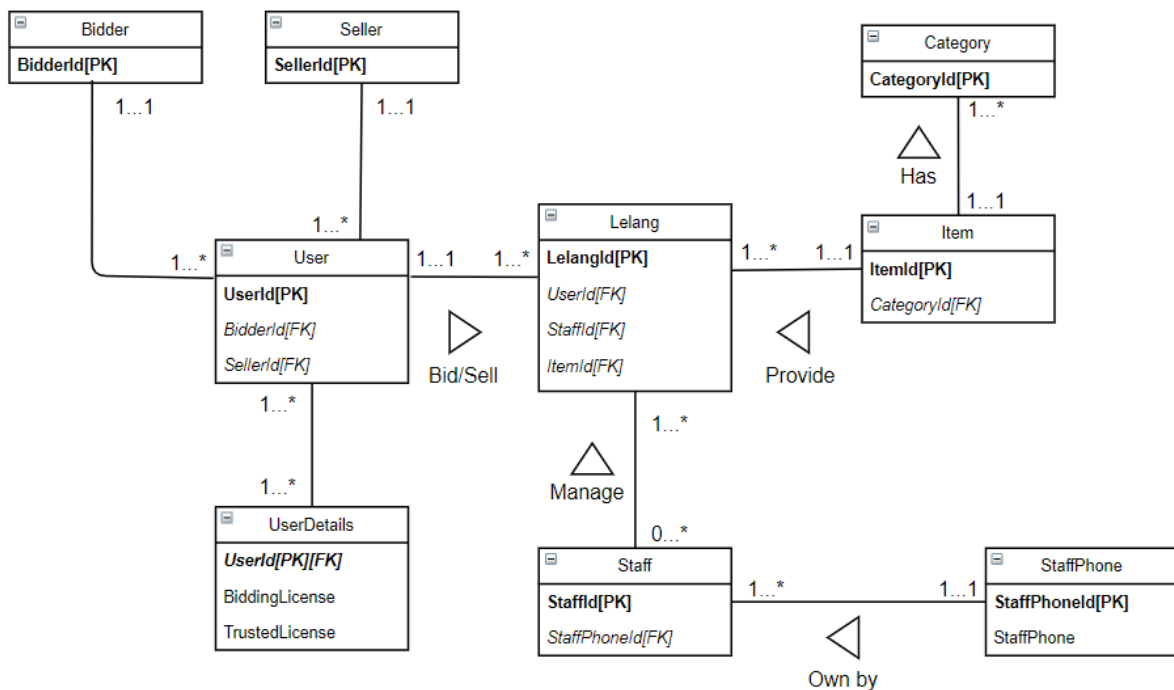 Bidder
BidderId[PK]
Seller
SellerId[PK]
Category
CategoryId[PK]
1...1
1...1
1...*
Has
1...1
1...*
1...*
User
UserId[PK]
BidderId[FK]
SellerId[FK]
1...1
1...*
Bid/Sell
Lelang
LelangId[PK]
UserId[FK]
StaffId[FK]
ItemId[FK]
1...*
1...1
Provide
Item
ItemId[PK]
CategoryId[FK]
1...*
1...*
UserDetails
UserId[PK][FK]
BiddingLicense
TrustedLicense
1...*
Manage
0...*
Staff
StaffId[PK]
StaffPhoneId[FK]
1...*
1...1
Own by
StaffPhone
StaffPhoneId[PK]
StaffPhone